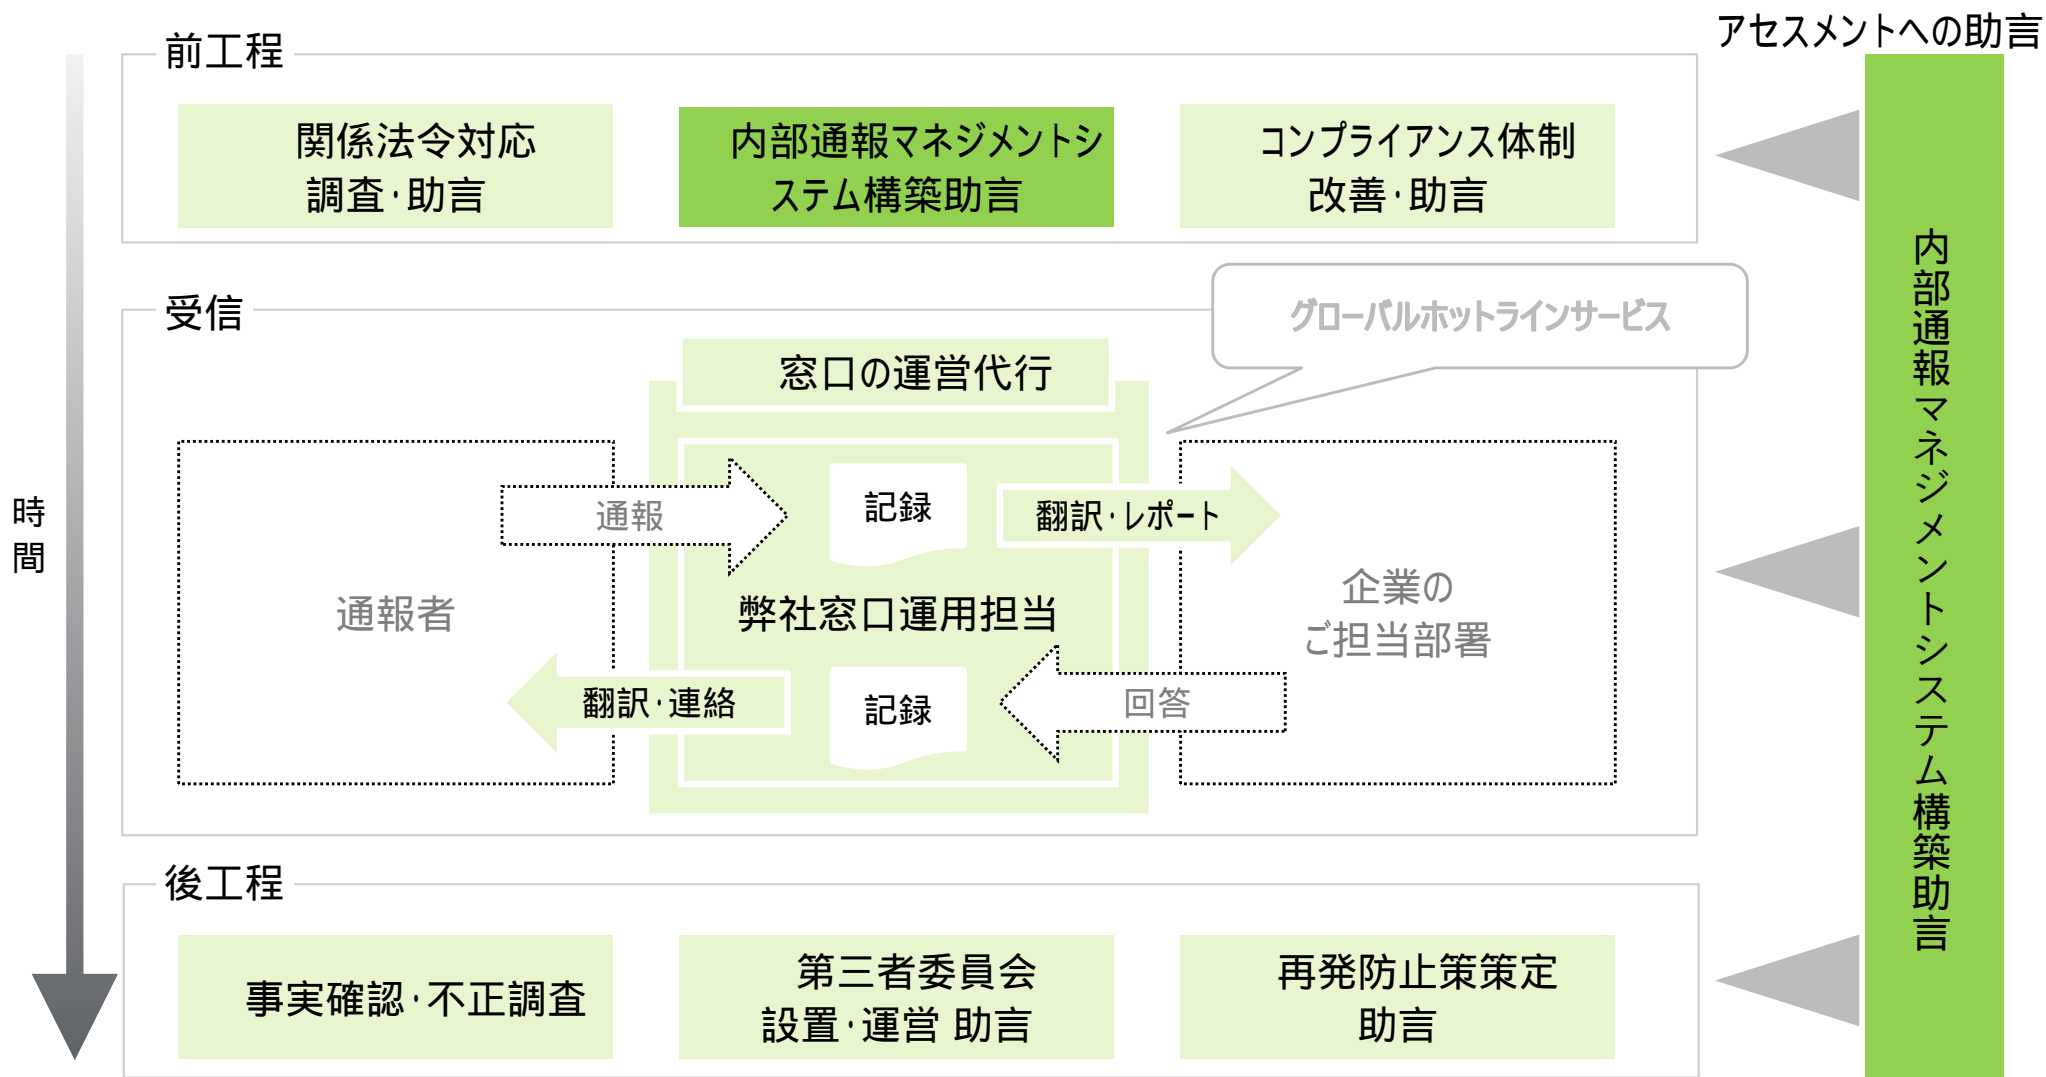 アセスメントへの助言
前工程
関係法令対応
調査・助言
内部通報マネジメントシ
ステム構築助言
コンプライアンス体制
改善・助言
受信
グローバルホットラインサービス
窓口の運営代行
通報
記録
翻訳・レポート
通報者
弊社窓口運用担当
企業の
ご担当部署
翻訳・連絡
記録
回答
後工程
事実確認・不正調査
第三者委員会
設置・運営 助言
再発防止策策定
助言
時間
内部通報マネジメントシステム構築助言